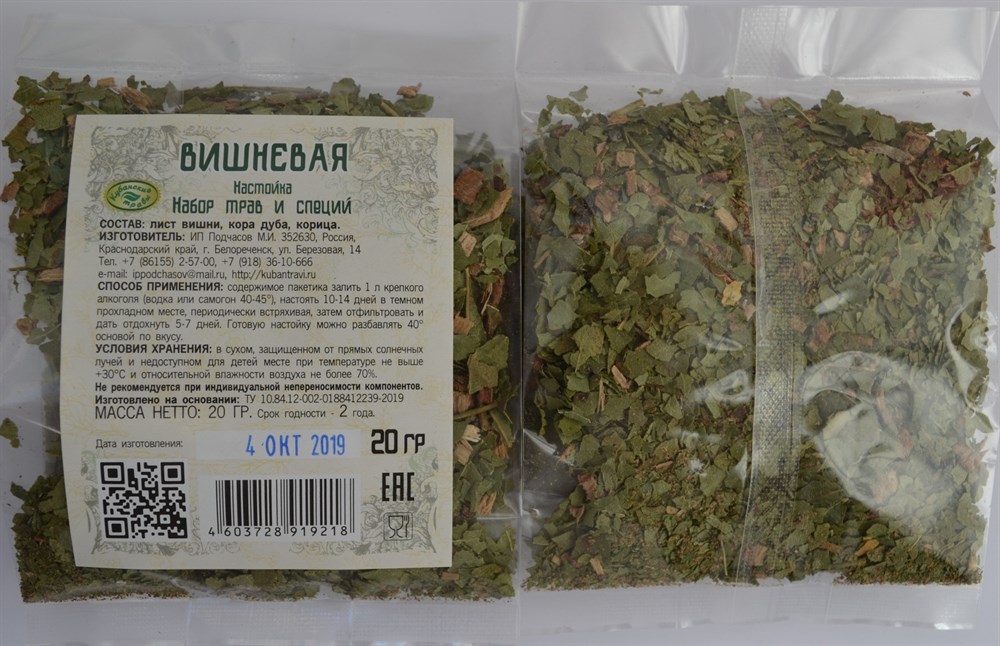 ВИШНЕВАЯ
Настойка
Набор трав и специй
Кубанские травы
СОСТАВ: лист вишни, кора дуба, корица.
ИЗГОТОВИТЕЛЬ: ИП Подчасов М.И. 352630, Россия,
Краснодарский край, г. Белореченск, ул. Березовая, 14
Тел. +7 (86155) 2-57-00, +7 (918) 36-10-666
e-mail: ippodchasov@mail.ru, http://kubantravi.ru
СПОСОБ ПРИМЕНЕНИЯ: содержимое пакетика залить 1 л крепкого
алкоголя (водка или самогон 40-45°), настоять 10-14 дней в темном
прохладном месте, периодически встряхивая, затем отфильтровать и
дать отдохнуть 5-7 дней. Готовую настойку можно разбавлять 40°
основой по вкусу.
УСЛОВИЯ ХРАНЕНИЯ: в сухом, защищенном от прямых солнечных
лучей и недоступном для детей месте при температуре не выше
+30°С и относительной влажности воздуха не более 70%.
Не рекомендуется при индивидуальной непереносимости компонентов.
Изготовлено на основании: ТУ 10.84.12-002-0188412239-2019
МАССА НЕТТО: 20 ГР. Срок годности - 2 года.
Дата изготовления: 4 ОКТ 2019 20 гр
EAC
4 603728 919218